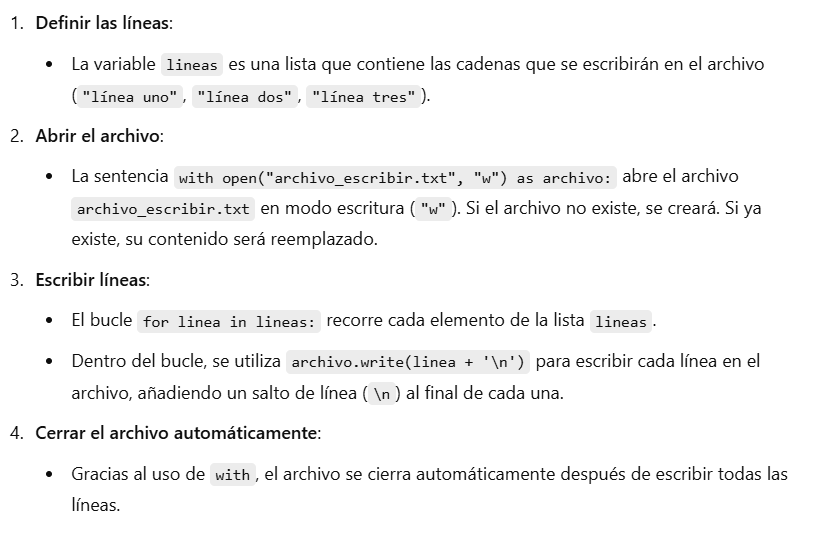 1. Definir las líneas:
• La variable lineas es una lista que contiene las cadenas que se escribirán en el archivo
("línea uno", "línea dos", "línea tres").
2. Abrir el archivo:
• La sentencia with open("archivo_escribir.txt", "w") as archivo: abre el archivo
archivo_escribir.txt en modo escritura ("w"). Si el archivo no existe, se creará. Si ya
existe, su contenido será reemplazado.
3. Escribir líneas:
• El bucle for linea in lineas: recorre cada elemento de la lista lineas.
• Dentro del bucle, se utiliza archivo.write(linea + '\n') para escribir cada línea en el
archivo, añadiendo un salto de línea (\n) al final de cada una.
4. Cerrar el archivo automáticamente:
• Gracias al uso de with, el archivo se cierra automáticamente después de escribir todas las
líneas.